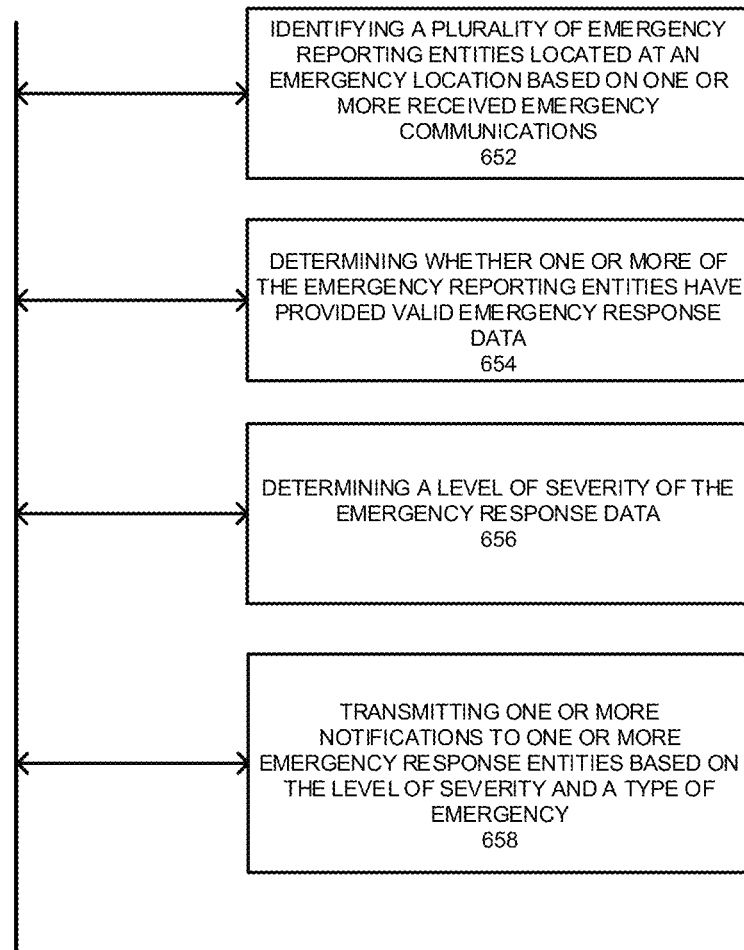 IDENTIFYING A PLURALITY OF EMERGENCY
REPORTING ENTITIES LOCATED AT AN
EMERGENCY LOCATION BASED ON ONE OR
MORE RECEIVED EMERGENCY
COMMUNICATIONS
652
DETERMINING WHETHER ONE OR MORE OF
THE EMERGENCY REPORTING ENTITIES HAVE
PROVIDED VALID EMERGENCY RESPONSE
DATA
654
DETERMINING A LEVEL OF SEVERITY OF THE
EMERGENCY RESPONSE DATA
656
TRANSMITTING ONE OR MORE
NOTIFICATIONS TO ONE OR MORE
EMERGENCY RESPONSE ENTITIES BASED ON
THE LEVEL OF SEVERITY AND A TYPE OF
EMERGENCY
658